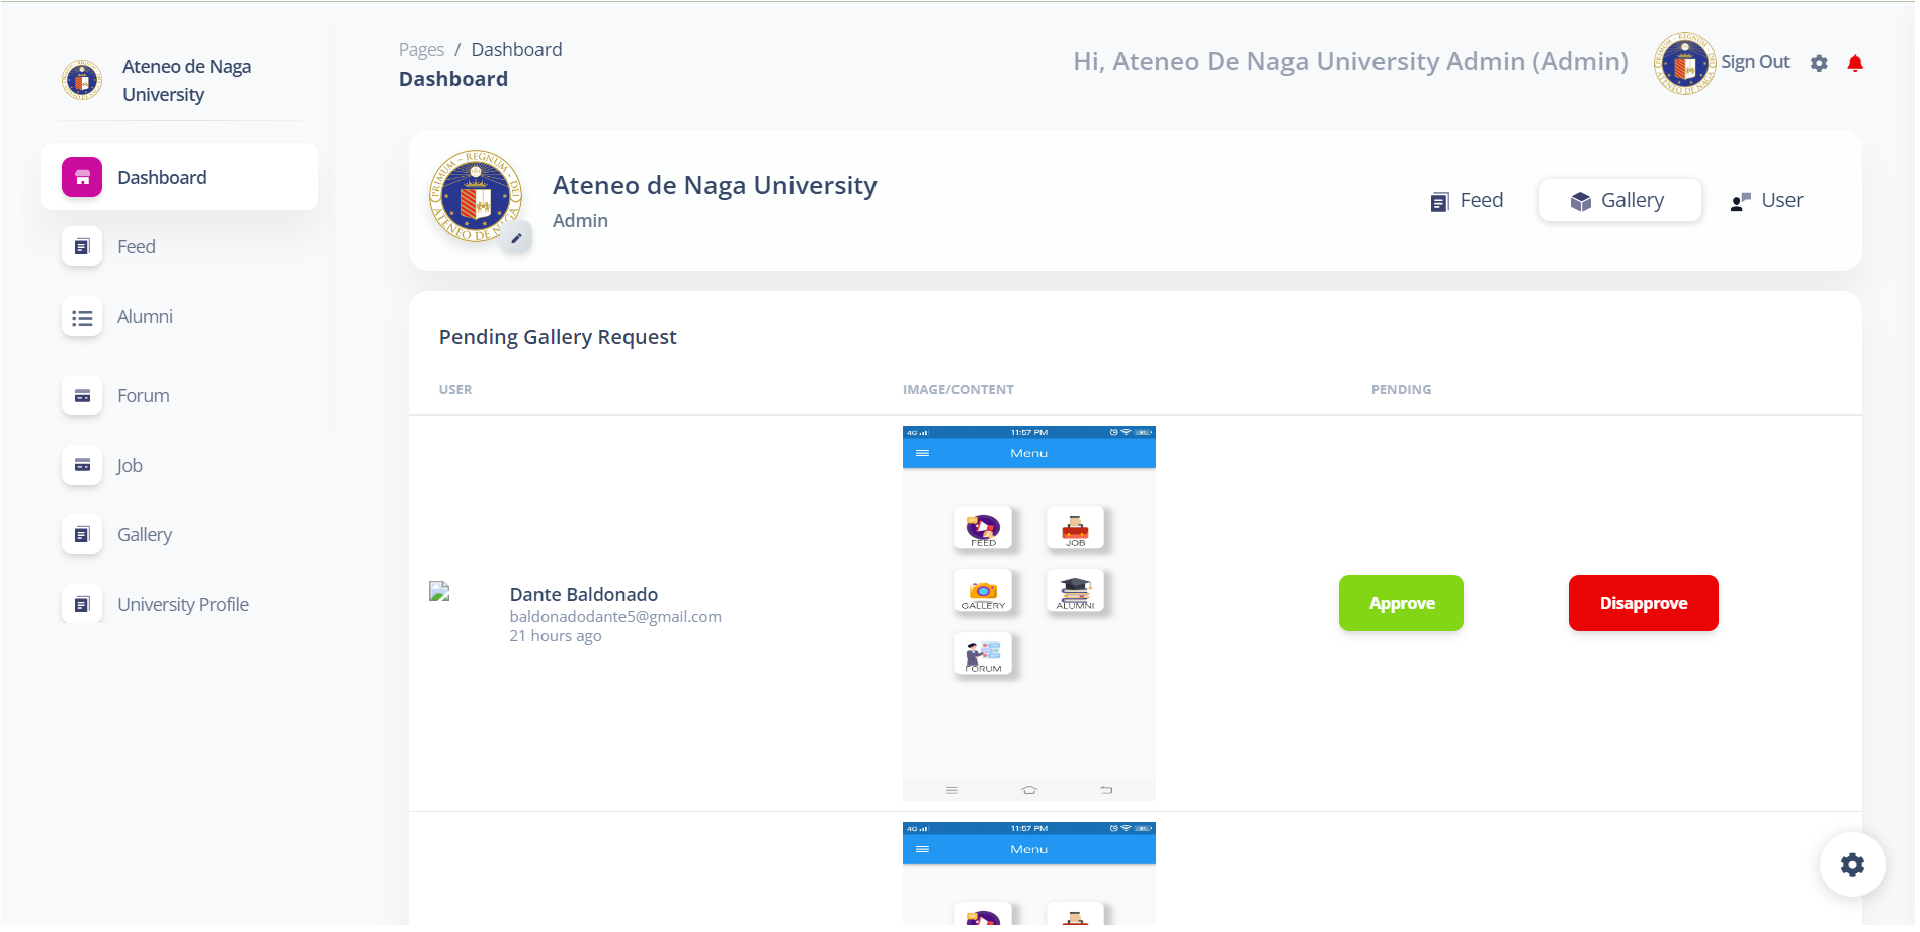 Ateneo de Naga
University
Dashboard
Feed
Alumni
Forum
Job
Gallery
University Profile
Pages / Dashboard
Dashboard
Hi, Ateneo De Naga University Admin (Admin)
Sign Out
Ateneo de Naga University
Admin
Feed
Gallery
User
Pending Gallery Request
USER
IMAGE/CONTENT
PENDING
4G 11:57 PM
Menu
FEED
JOB
GALLERY
ALUMNI
FORUM
Dante Baldonado
baldonadodante5@gmail.com
21 hours ago
Approve
Disapprove
4G 11:57 PM
Menu